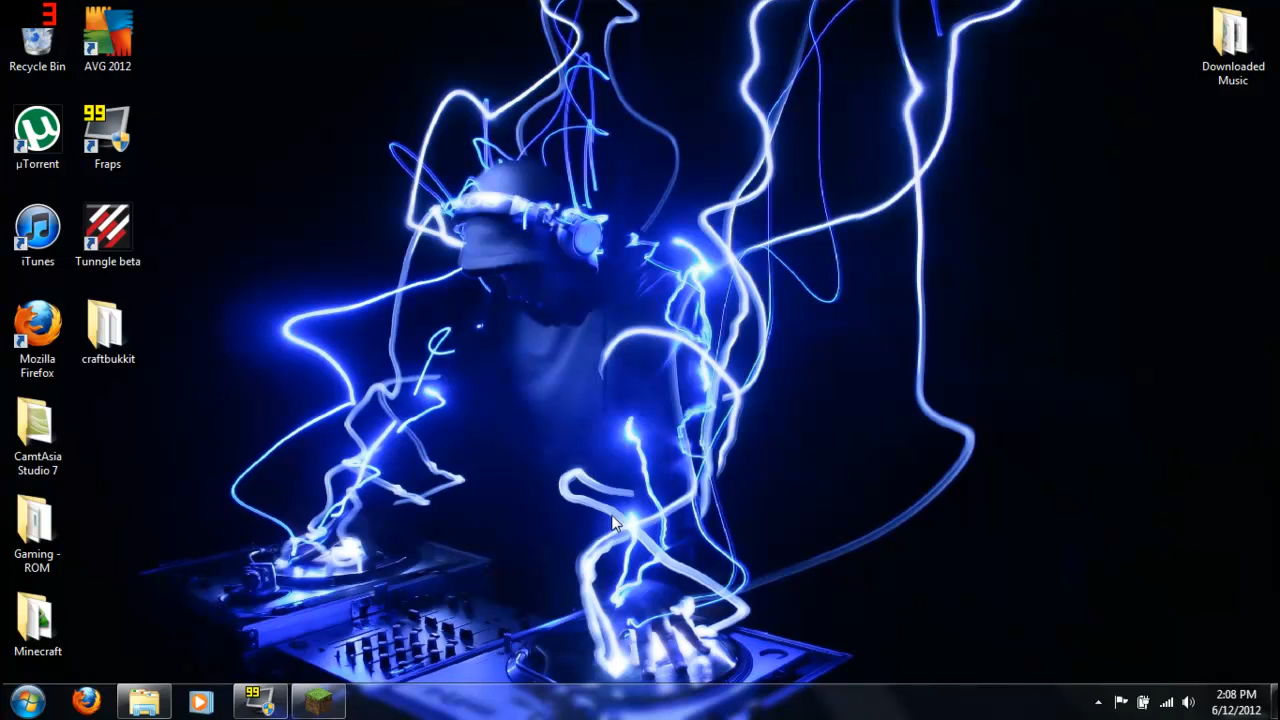 3
Recycle Bin
AVG 2012
99
µTorrent
Fraps
iTunes
Tunngle beta
Mozilla
Firefox
craftbukkit
CamtAsia
Studio 7
Gaming -
ROM
Minecraft
Downloaded
Music
99
2:08 PM
6/12/2012